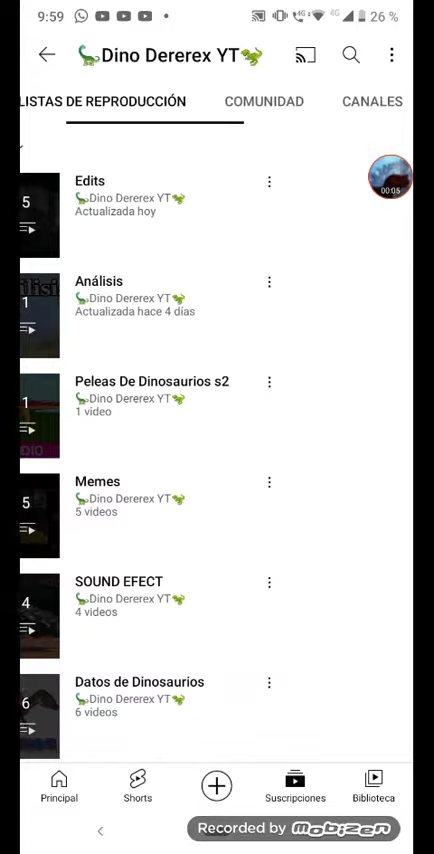 9:59
4G
4G
26 %
🦕Dino Dererex YT🦖
LISTAS DE REPRODUCCIÓN
COMUNIDAD
CANALES
00:05
5
Edits
🦕Dino Dererex YT🦖
Actualizada hoy
1
Análisis
🦕Dino Dererex YT🦖
Actualizada hace 4 días
1
Peleas De Dinosaurios s2
🦕Dino Dererex YT🦖
1 video
5
Memes
🦕Dino Dererex YT🦖
5 videos
4
SOUND EFECT
🦕Dino Dererex YT🦖
4 videos
6
Datos de Dinosaurios
🦕Dino Dererex YT🦖
6 videos
Principal
Shorts
Suscripciones
Biblioteca
Recorded by mobizen